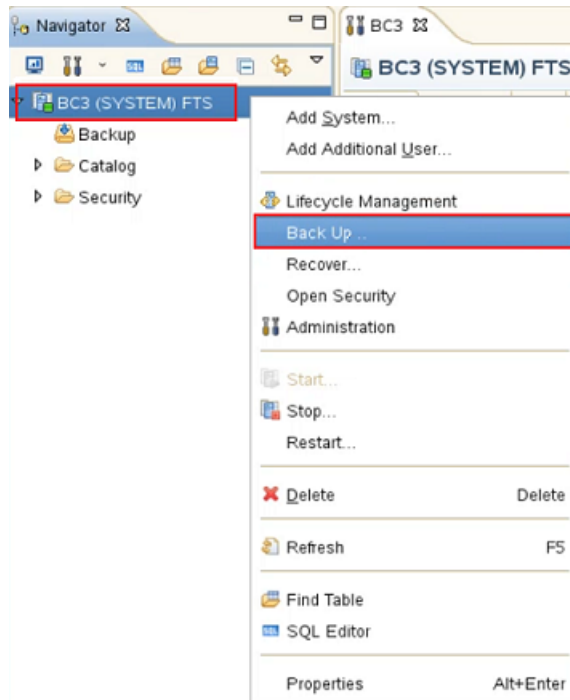 Navigator
BC3
BC3 (SYSTEM) FTS
BC3 (SYSTEM) FTS
Backup
Catalog
Security
Add System...
Add Additional User...
Lifecycle Management
Back Up ..
Recover...
Open Security
Administration
Start...
Stop...
Restart...
Delete Delete
Refresh F5
Find Table
SQL SQL Editor
Properties Alt+Enter